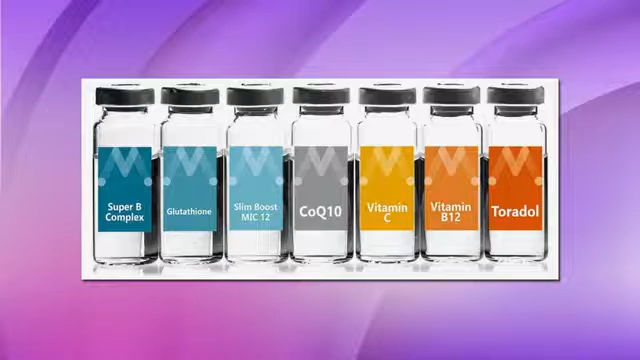 Super B
Complex
Glutathione
Slim Boost
MIC 12
CoQ10
Vitamin
C
Vitamin
B12
Toradol